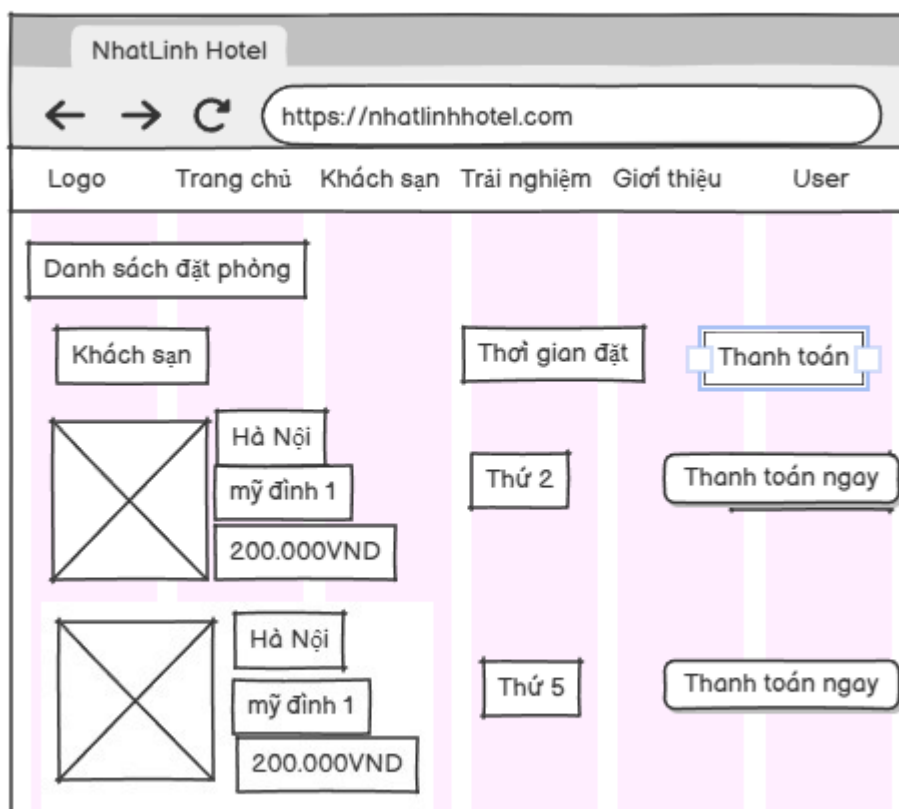 NhatLinh Hotel
https://nhatlinhhotel.com
Logo Trang chủ Khách sạn Trải nghiệm Giới thiệu User
Danh sách đặt phòng
Khách sạn Thời gian đặt Thanh toán
Hà Nội
mỹ đình 1
200.000VND
Thứ 2
Thanh toán ngay
Hà Nội
mỹ đình 1
200.000VND
Thứ 5
Thanh toán ngay